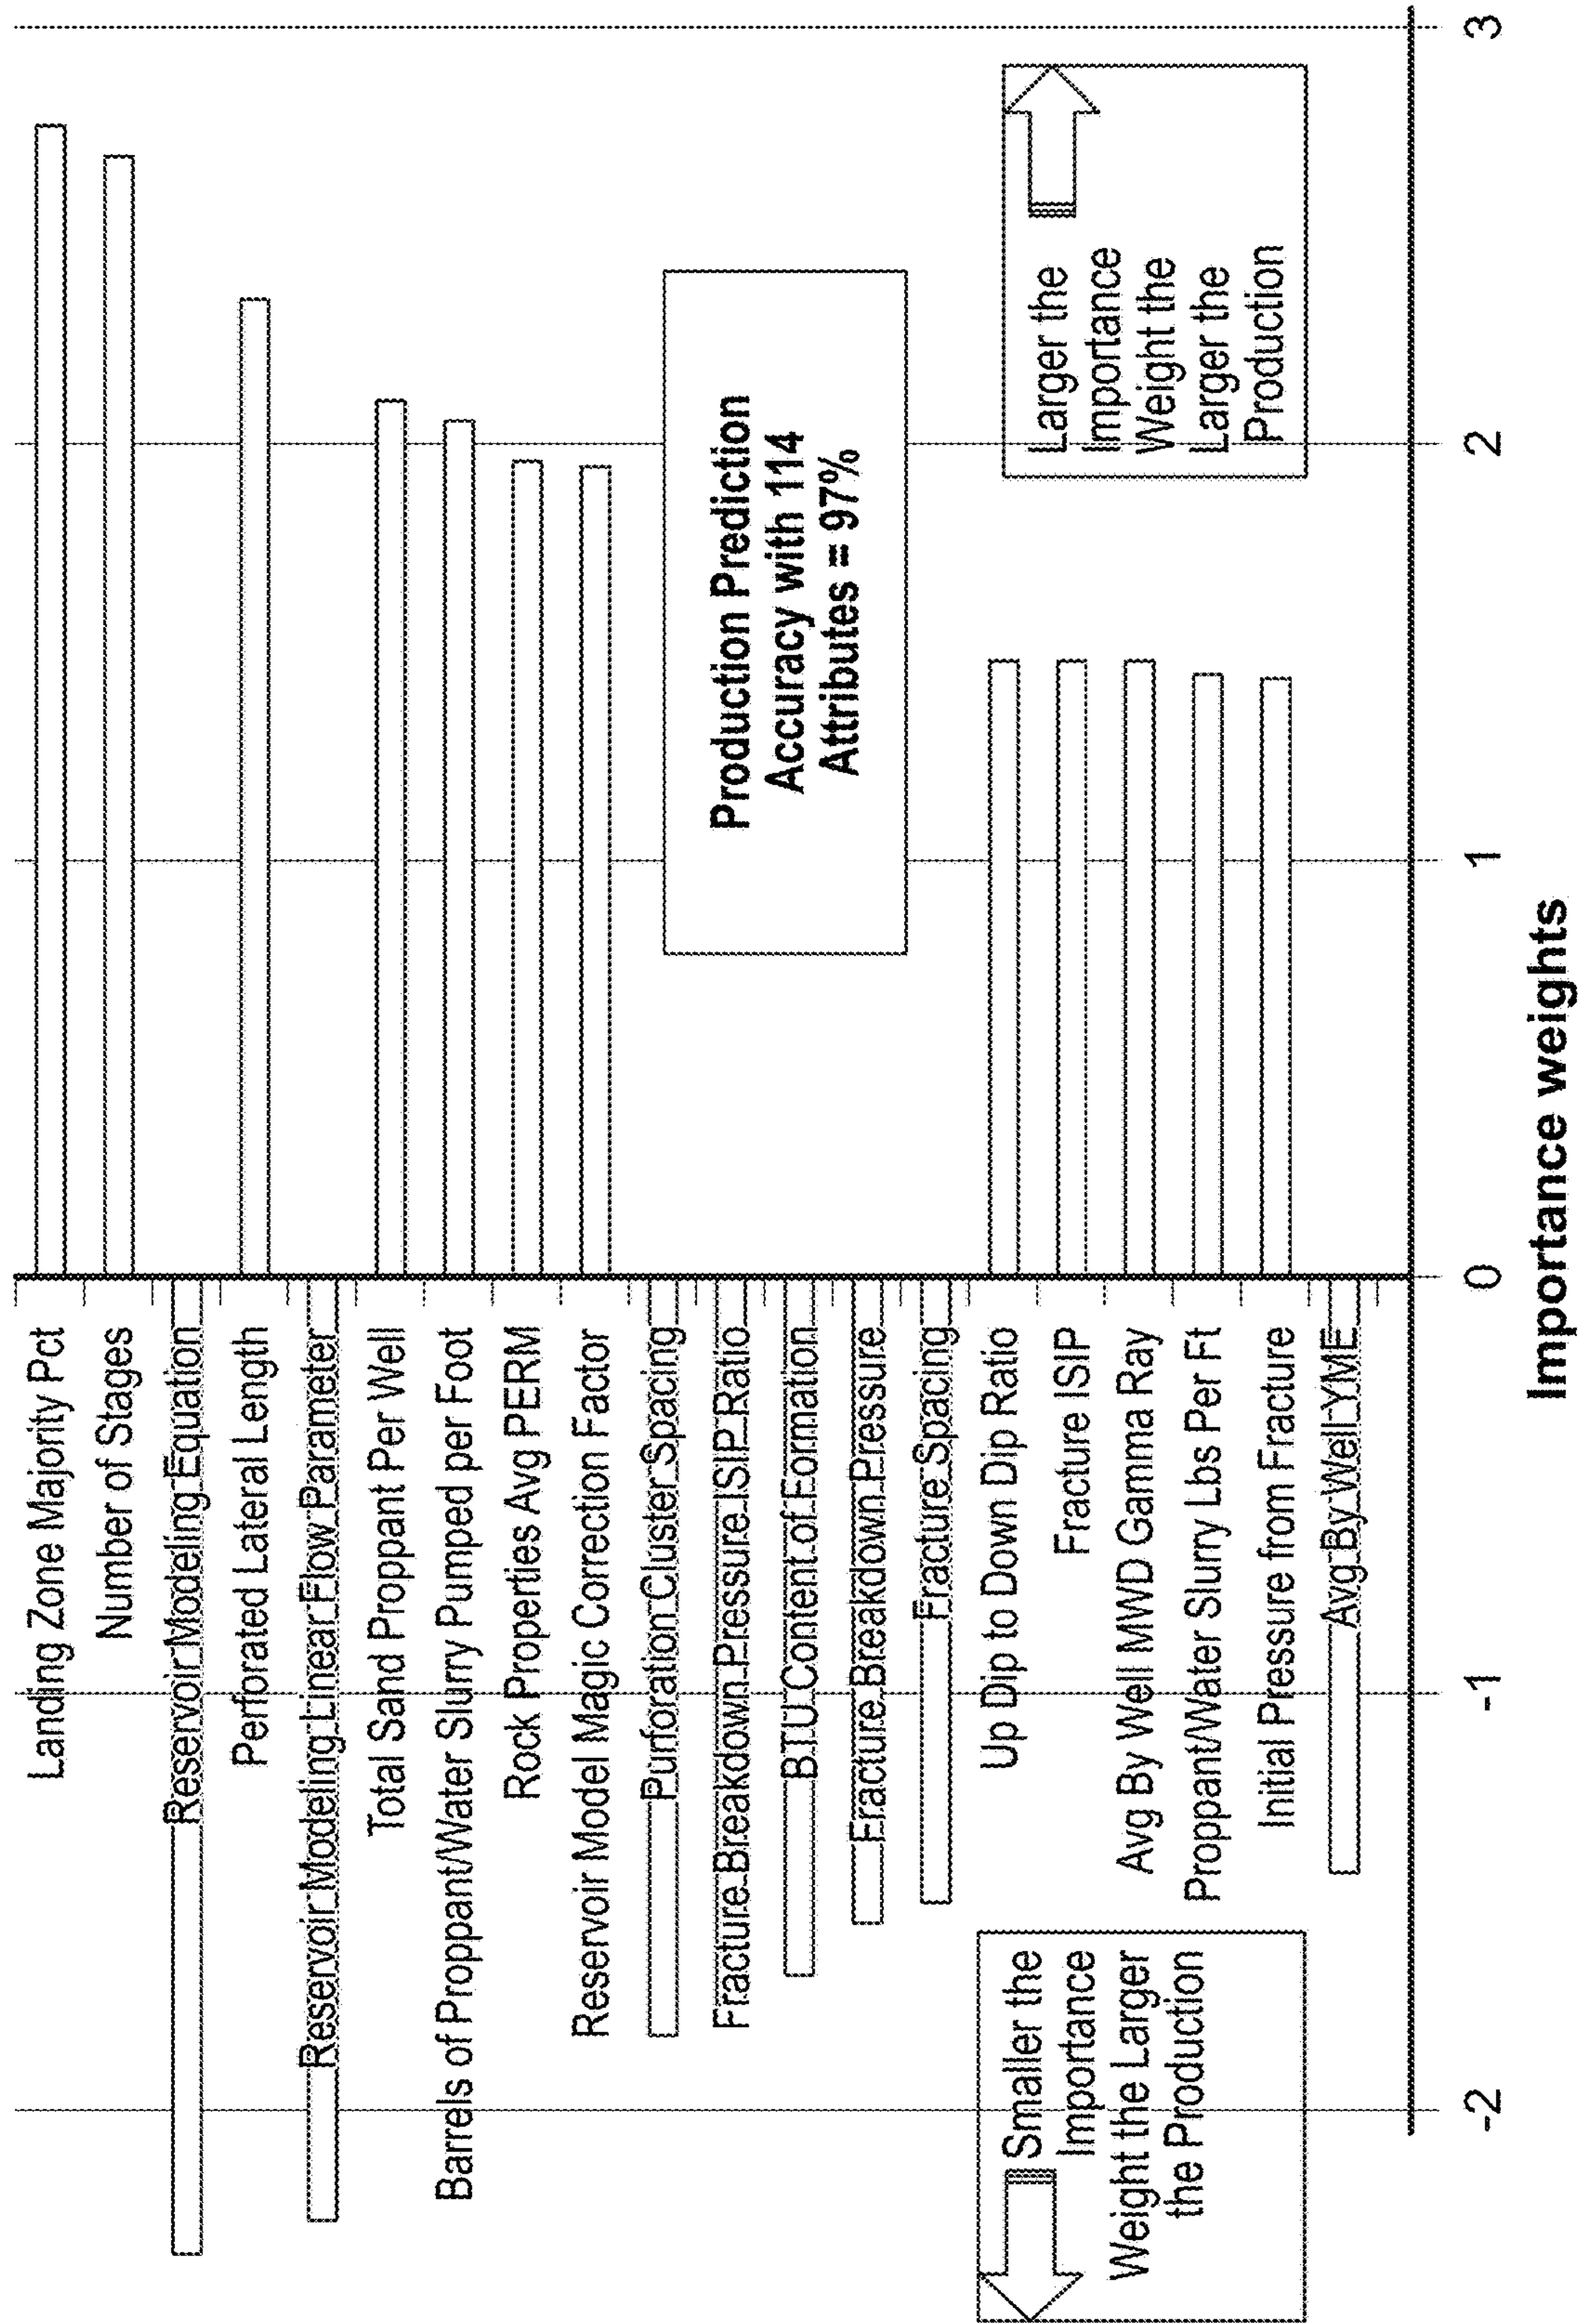 Landing Zone Majority Pct
Number of Stages
Reservoir Modeling Equation
Perforated Lateral Length
Reservoir Modeling Linear Flow Parameter
Total Sand Proppant Per Well
Barrels of Proppant/Water Slurry Pumped per Foot
Rock Properties Avg PERM
Reservoir Model Magic Correction Factor
Purforation Cluster Spacing
Fracture Breakdown Pressure ISIP Ratio
BTU Content of Formation
Fracture Breakdown Pressure
Fracture Spacing
Up Dip to Down Dip Ratio
Fracture ISIP
Avg By Well MWD Gamma Ray
Proppant/Water Slurry Lbs Per Ft
Initial Pressure from Fracture
Avg By Well YME
Production Prediction
Accuracy with 114
Attributes = 97%
Smaller the
Importance
Weight the Larger
the Production
Larger the
Importance
Weight the
Larger the
Production
-2
-1
0
1
2
3
Importance weights